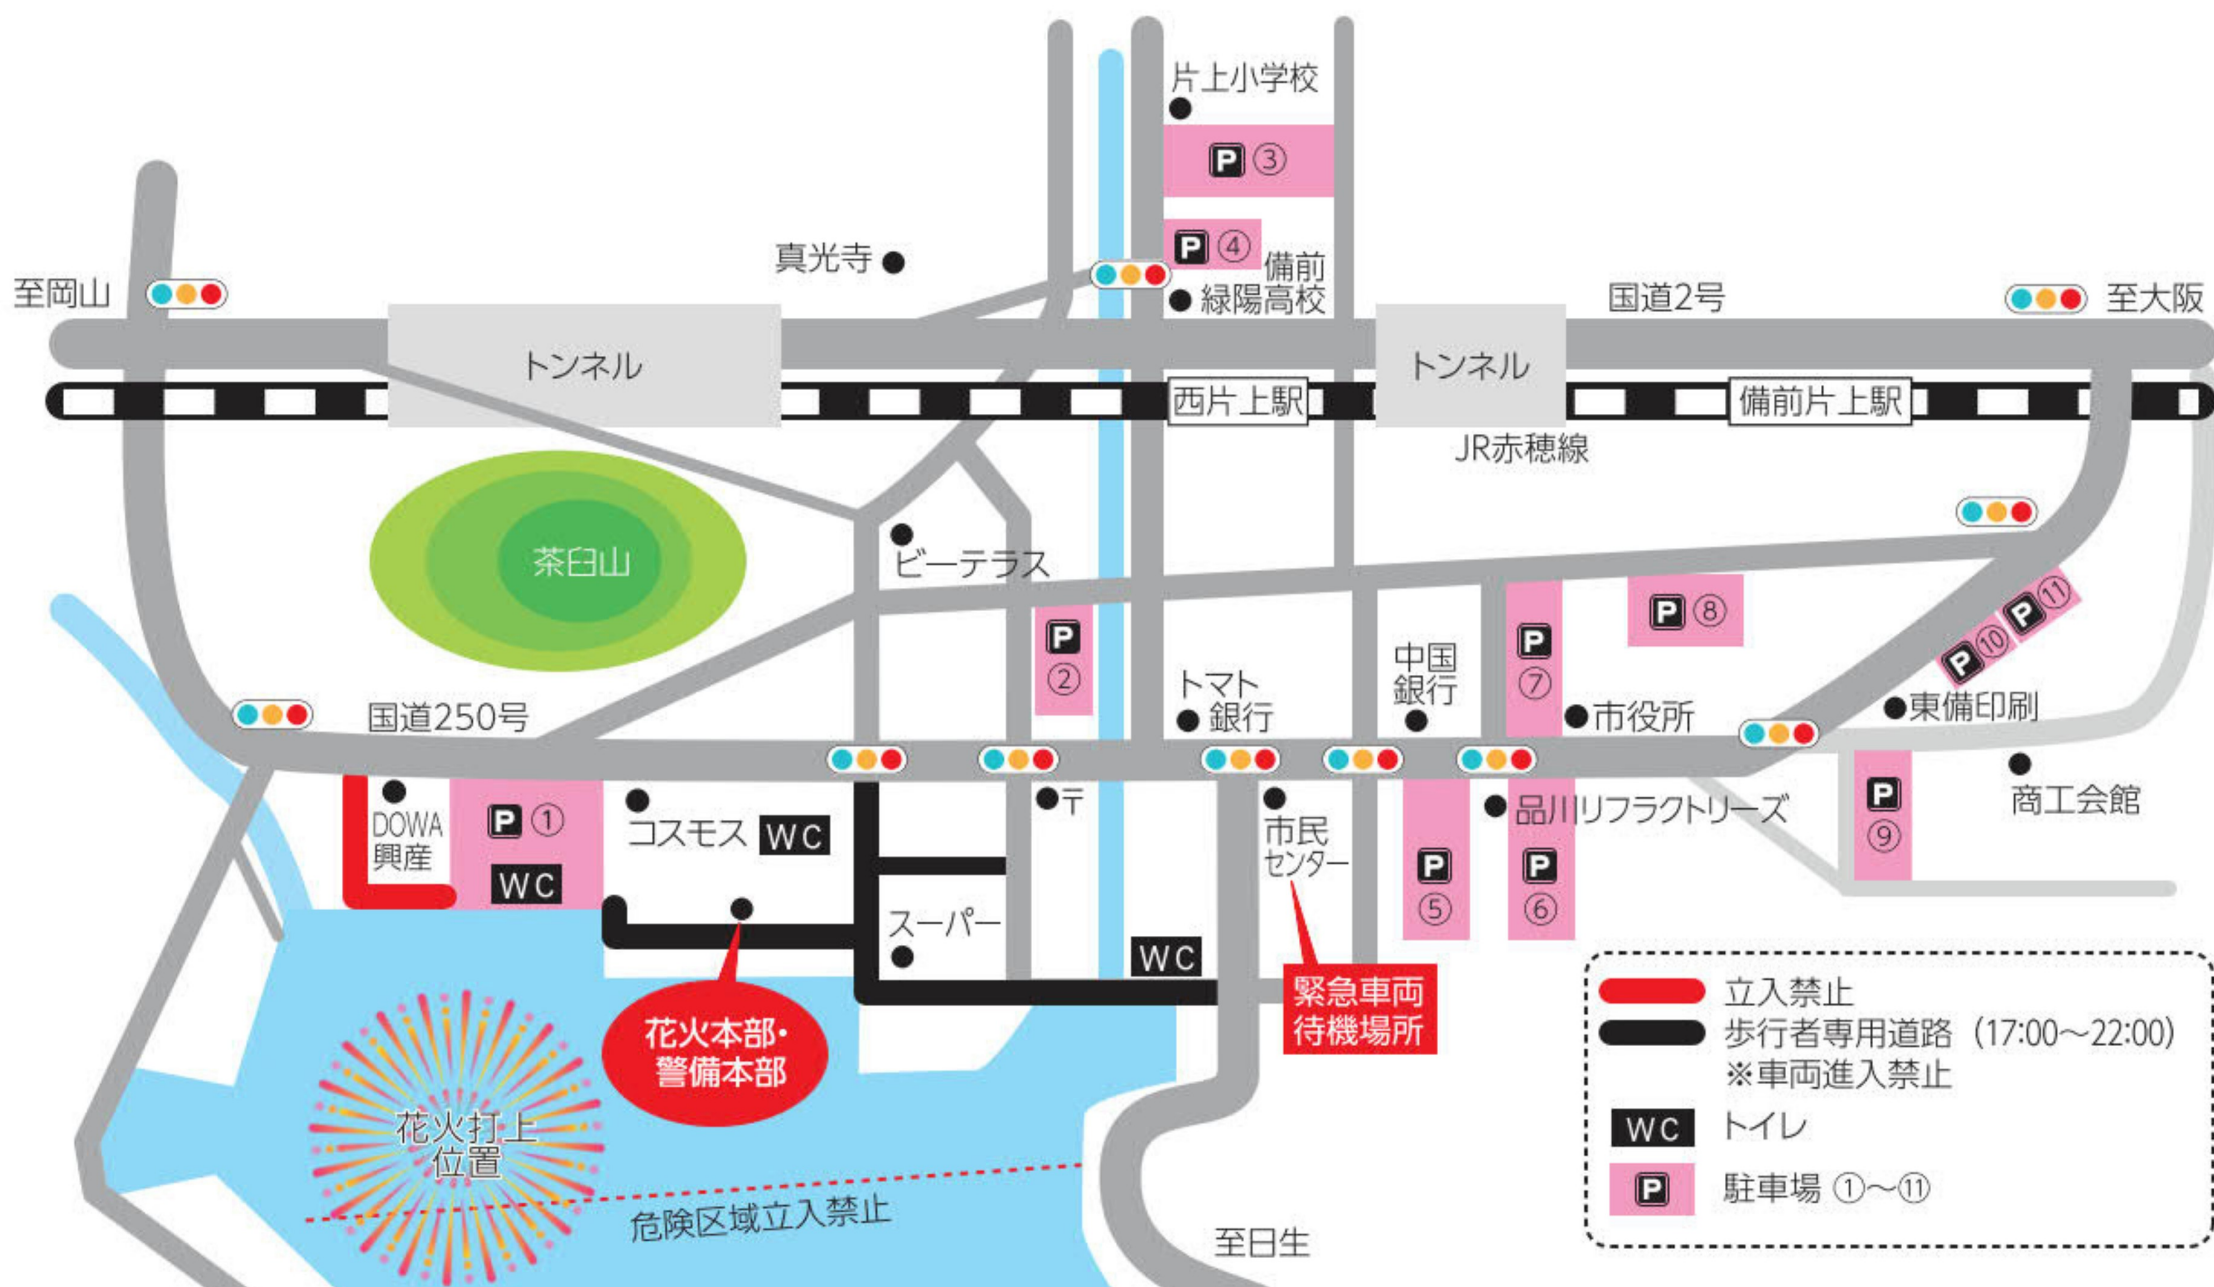 片上小学校
P ③
P ④
真光寺
備前
緑陽高校
至岡山
国道2号
至大阪
トンネル
トンネル
西片上駅
備前片上駅
JR赤穂線
茶臼山
ビーテラス
P
②
P
⑦
P ⑧
P ⑩
P ⑪
トマト
銀行
中国
銀行
市役所
東備印刷
国道250号
DOWA
興産
P ①
WC
コスモス
WC
〒
市民
センター
品川リフラクトリーズ
P
⑤
P
⑥
P
⑨
商工会館
スーパー
WC
緊急車両
待機場所
花火本部・
警備本部
花火打上
位置
危険区域立入禁止
至日生
立入禁止
歩行者専用道路（17:00～22:00）
※車両進入禁止
WC トイレ
P 駐車場 ①～⑪